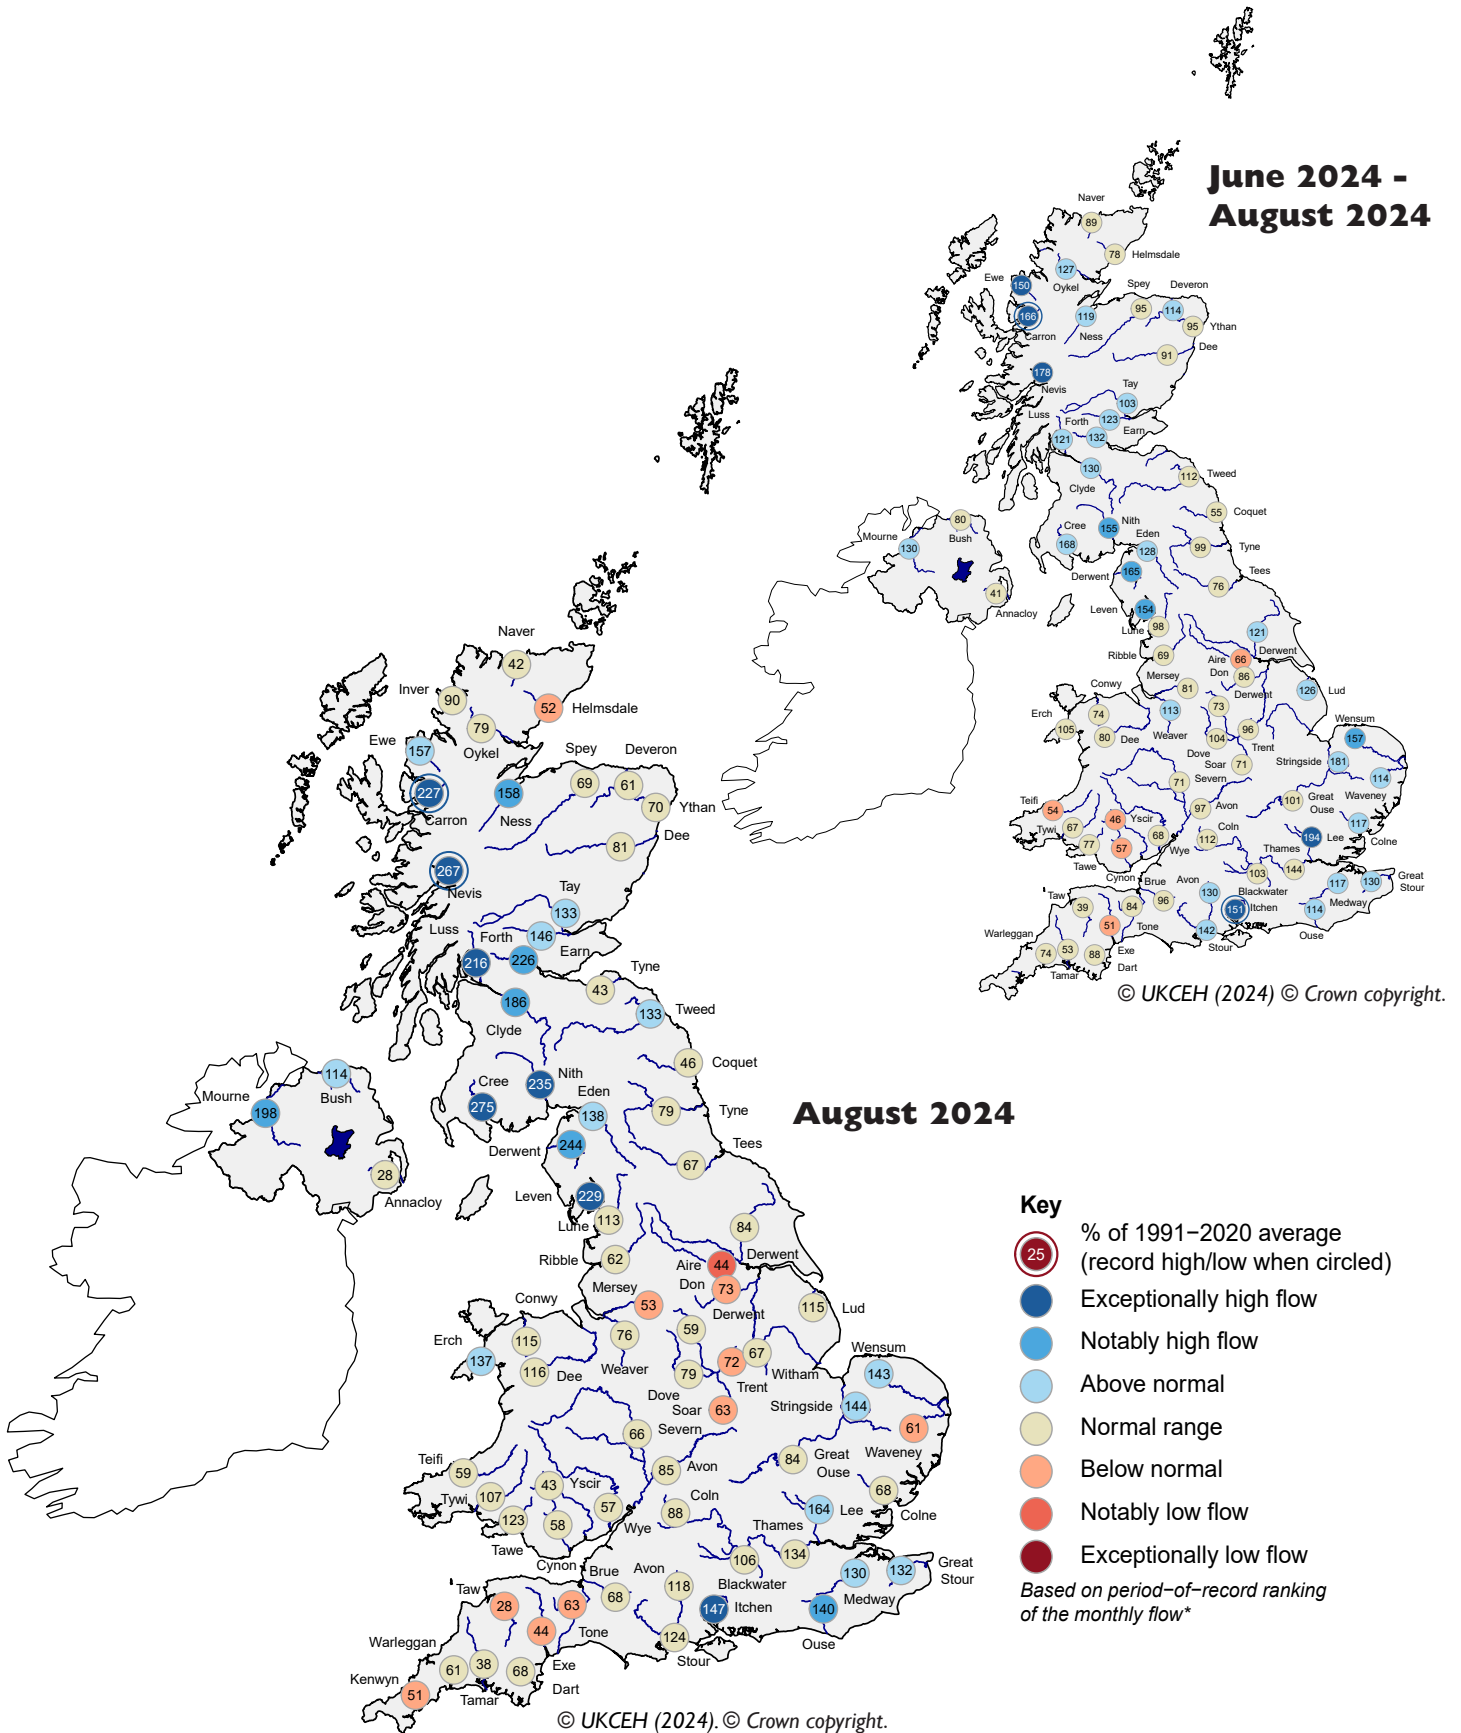 June 2024 -
August 2024
Naver
89
78
Helmsdale
127
Oykel
Ewe
150
166
Carron
119
Ness
Spey
95
Deveron
114
95
Ythan
Dee
91
178
Nevis
Tay
103
Luss
Forth
123
Earn
121
132
130
Clyde
112
Tweed
55
Coquet
Cree
168
155
Nith
Eden
128
99
Tyne
Mourne
130
80
Bush
41
Annacloy
Derwent
165
76
Tees
Leven
154
Lune
98
121
Derwent
Ribble
69
Aire
66
Don
86
Derwent
Mersey
81
126
Lud
Conwy
74
113
Weaver
73
Erch
105
80
Dee
104
Dove
96
Trent
Soar
71
Wensum
157
Stringside
181
114
Waveney
71
Severn
101
Great
Ouse
Teifi
54
46
Yscir
97
Avon
Tywi
67
68
Wye
Coln
112
194
Lee
117
Colne
77
Tawe
57
Cynon
Thames
144
103
Blackwater
Brue
96
Avon
130
117
Medway
130
Great
Stour
Taw
39
84
Tone
151
Itchen
114
Ouse
51
Exe
142
Stour
Warleggan
74
53
Tamar
88
Dart
© UKCEH (2024) © Crown copyright.
August 2024
Naver
42
Inver
90
52
Helmsdale
79
Oykel
Ewe
157
227
Carron
158
Ness
Spey
69
Deveron
61
70
Ythan
Dee
81
267
Nevis
Tay
133
Luss
Forth
146
Earn
216
226
186
Clyde
Tyne
43
133
Tweed
46
Coquet
Cree
275
235
Nith
Eden
138
79
Tyne
Mourne
198
114
Bush
28
Annacloy
Derwent
244
Tees
67
Leven
229
Lune
113
84
Derwent
Ribble
62
Aire
44
Don
73
Derwent
Mersey
53
115
Lud
Conwy
115
76
Weaver
59
Erch
137
116
Dee
79
Dove
72
Trent
67
Witham
Soar
63
Wensum
143
Stringside
144
61
Waveney
66
Severn
84
Great
Ouse
68
Colne
Teifi
59
43
Yscir
85
Avon
Tywi
107
57
Wye
Coln
88
164
Lee
123
Tawe
58
Cynon
Thames
134
106
Blackwater
Brue
68
Avon
118
130
Medway
132
Great
Stour
Taw
28
63
Tone
147
Itchen
140
Ouse
44
Exe
124
Stour
Warleggan
61
38
Tamar
68
Dart
Kenwyn
51
© UKCEH (2024). © Crown copyright.
Key
25
% of 1991−2020 average
(record high/low when circled)
Exceptionally high flow
Notably high flow
Above normal
Normal range
Below normal
Notably low flow
Exceptionally low flow
Based on period−of−record ranking
of the monthly flow*